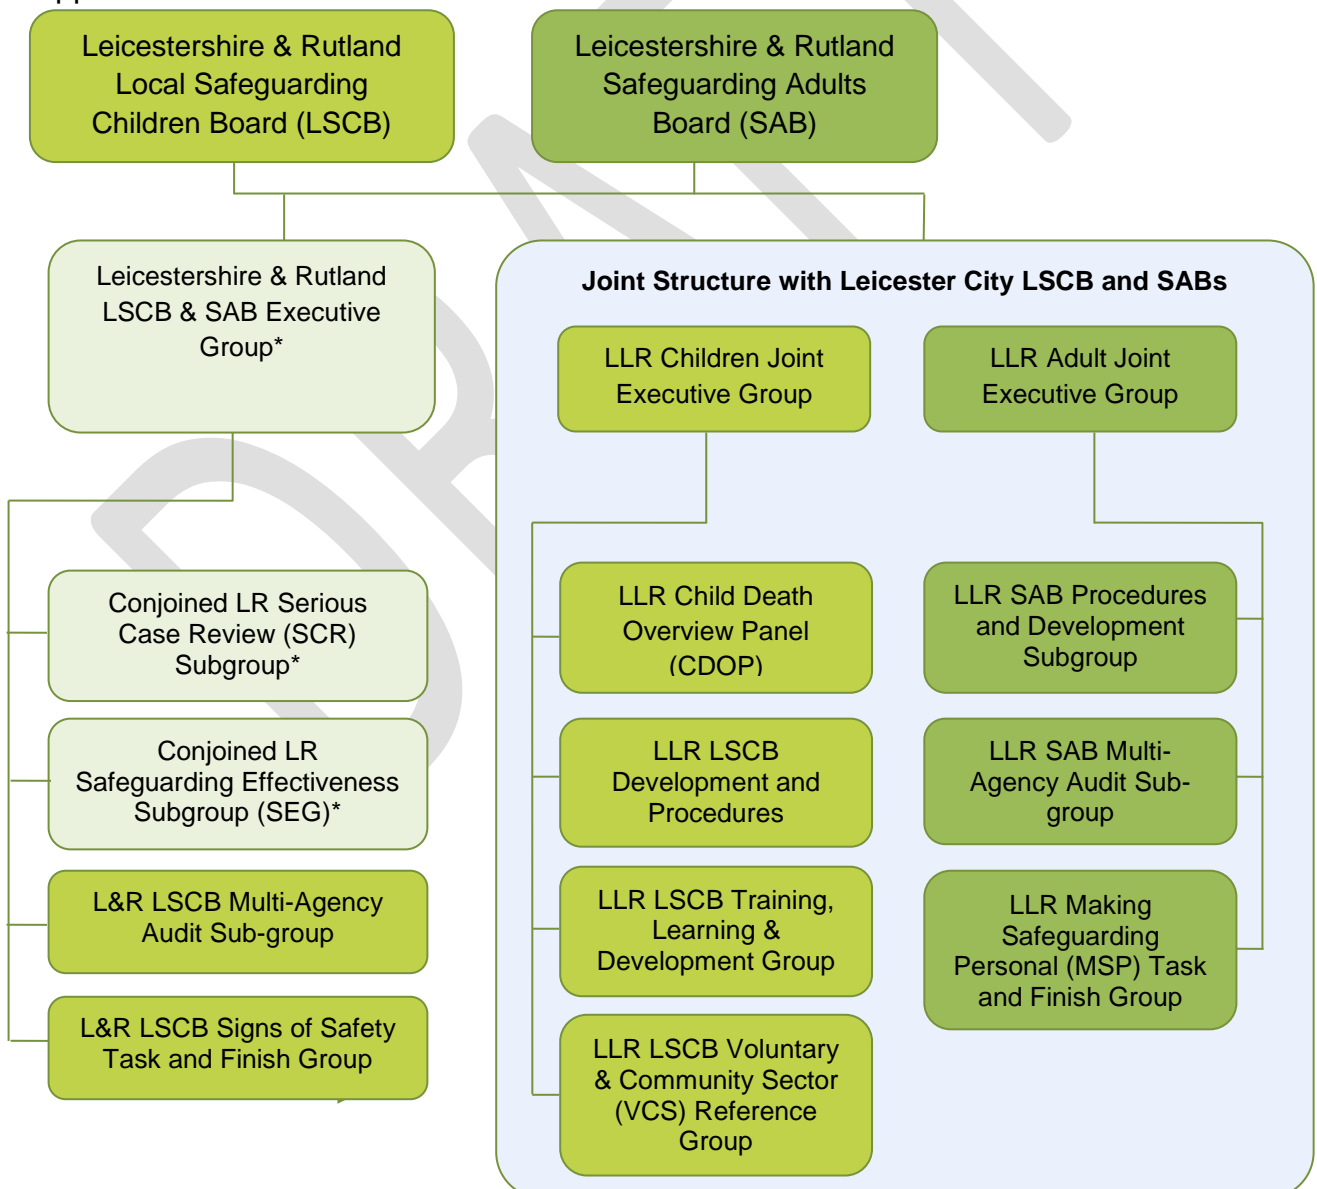 Leicestershire & Rutland
Local Safeguarding
Children Board (LSCB)
Leicestershire & Rutland
Safeguarding Adults
Board (SAB)
Leicestershire & Rutland
LSCB & SAB Executive
Group*
Joint Structure with Leicester City LSCB and SABs
LLR Children Joint
Executive Group
LLR Adult Joint
Executive Group
Conjoined LR Serious
Case Review (SCR)
Subgroup*
Conjoined LR
Safeguarding Effectiveness
Subgroup (SEG)*
L&R LSCB Multi-Agency
Audit Sub-group
L&R LSCB Signs of Safety
Task and Finish Group
LLR Child Death
Overview Panel
(CDOP)
LLR LSCB
Development and
Procedures
LLR LSCB Training,
Learning &
Development Group
LLR LSCB Voluntary
& Community Sector
(VCS) Reference
Group
LLR SAB Procedures
and Development
Subgroup
LLR SAB Multi-
Agency Audit Sub-
group
LLR Making
Safeguarding
Personal (MSP) Task
and Finish Group
DRAFT